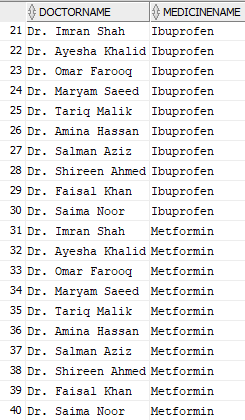 DOCTORNAME MEDICINENAME
21 Dr. Imran Shah Ibuprofen
22 Dr. Ayesha Khalid Ibuprofen
23 Dr. Omar Farooq Ibuprofen
24 Dr. Maryam Saeed Ibuprofen
25 Dr. Tariq Malik Ibuprofen
26 Dr. Amina Hassan Ibuprofen
27 Dr. Salman Aziz Ibuprofen
28 Dr. Shireen Ahmed Ibuprofen
29 Dr. Faisal Khan Ibuprofen
30 Dr. Saima Noor Ibuprofen
31 Dr. Imran Shah Metformin
32 Dr. Ayesha Khalid Metformin
33 Dr. Omar Farooq Metformin
34 Dr. Maryam Saeed Metformin
35 Dr. Tariq Malik Metformin
36 Dr. Amina Hassan Metformin
37 Dr. Salman Aziz Metformin
38 Dr. Shireen Ahmed Metformin
39 Dr. Faisal Khan Metformin
40 Dr. Saima Noor Metformin